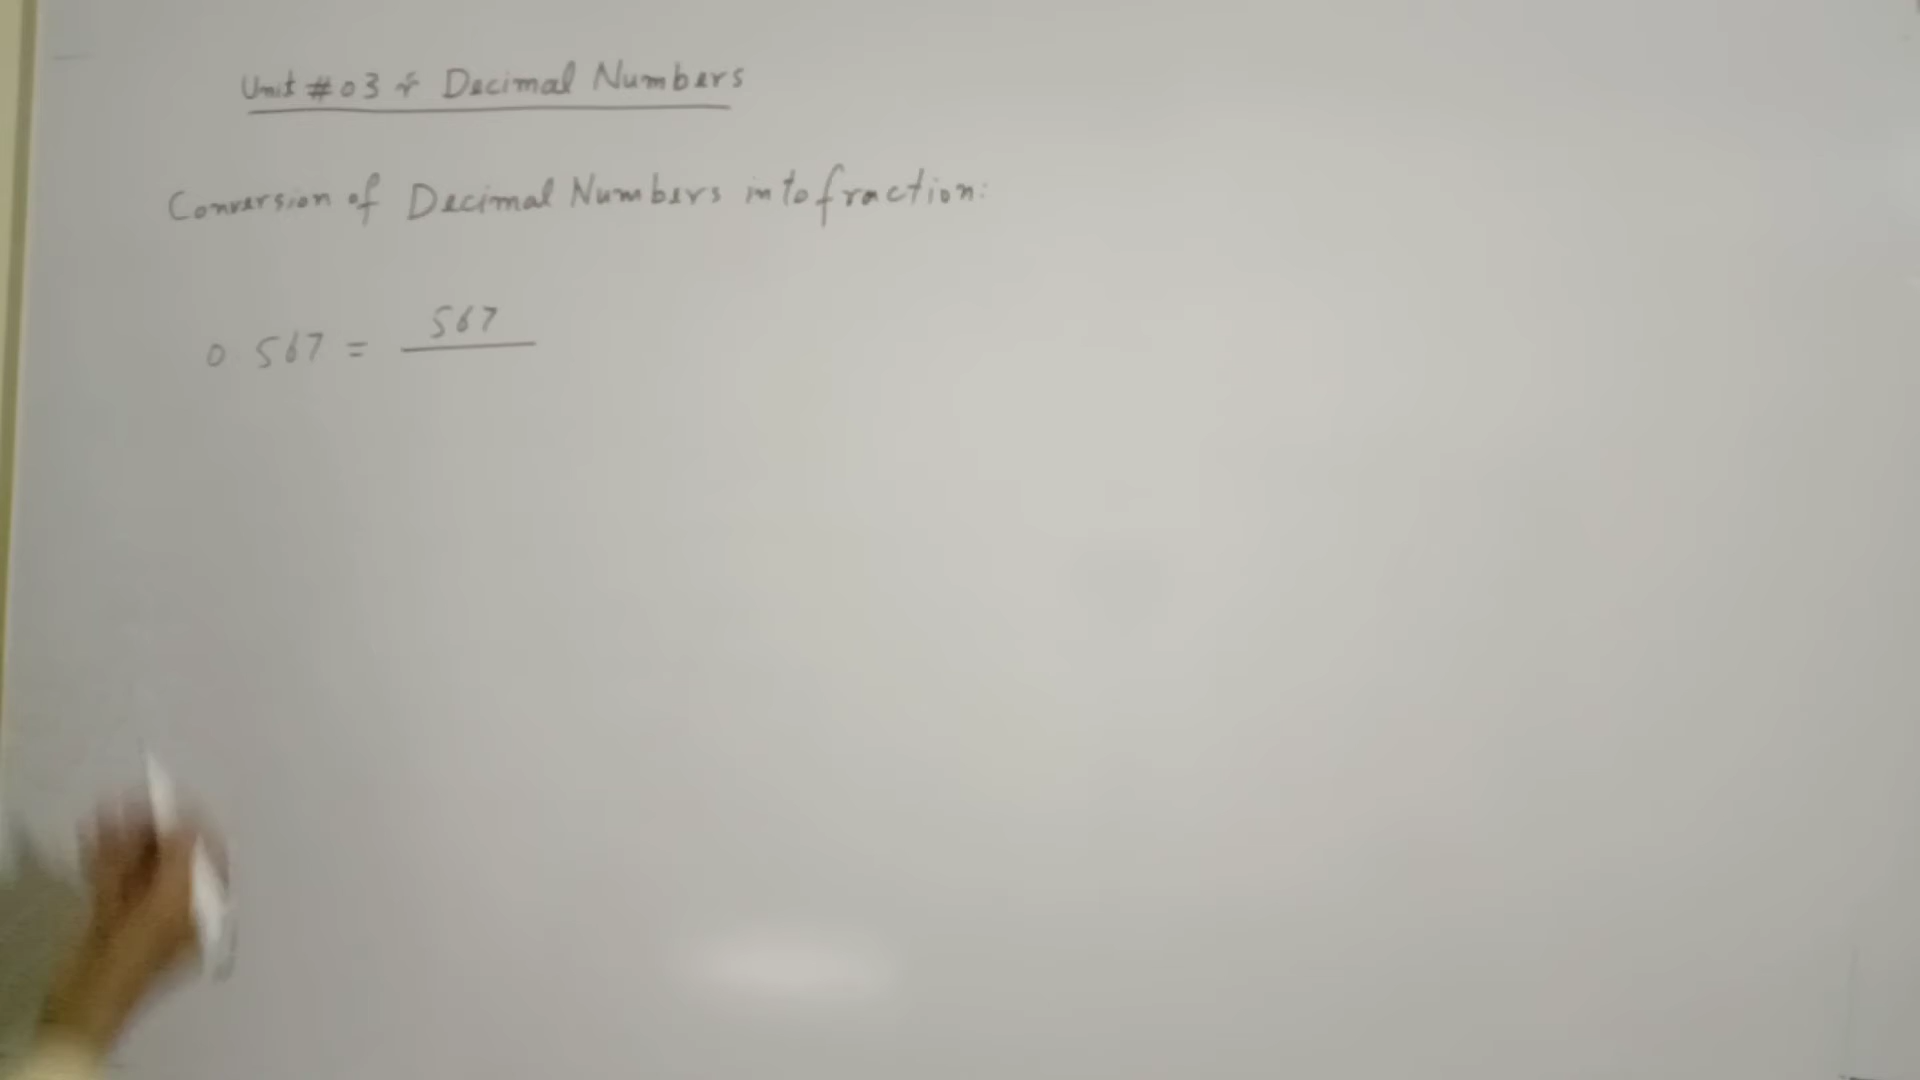 Unit #03: Decimal Numbers
Conversion of Decimal Numbers into fraction:
0.567 = 567/